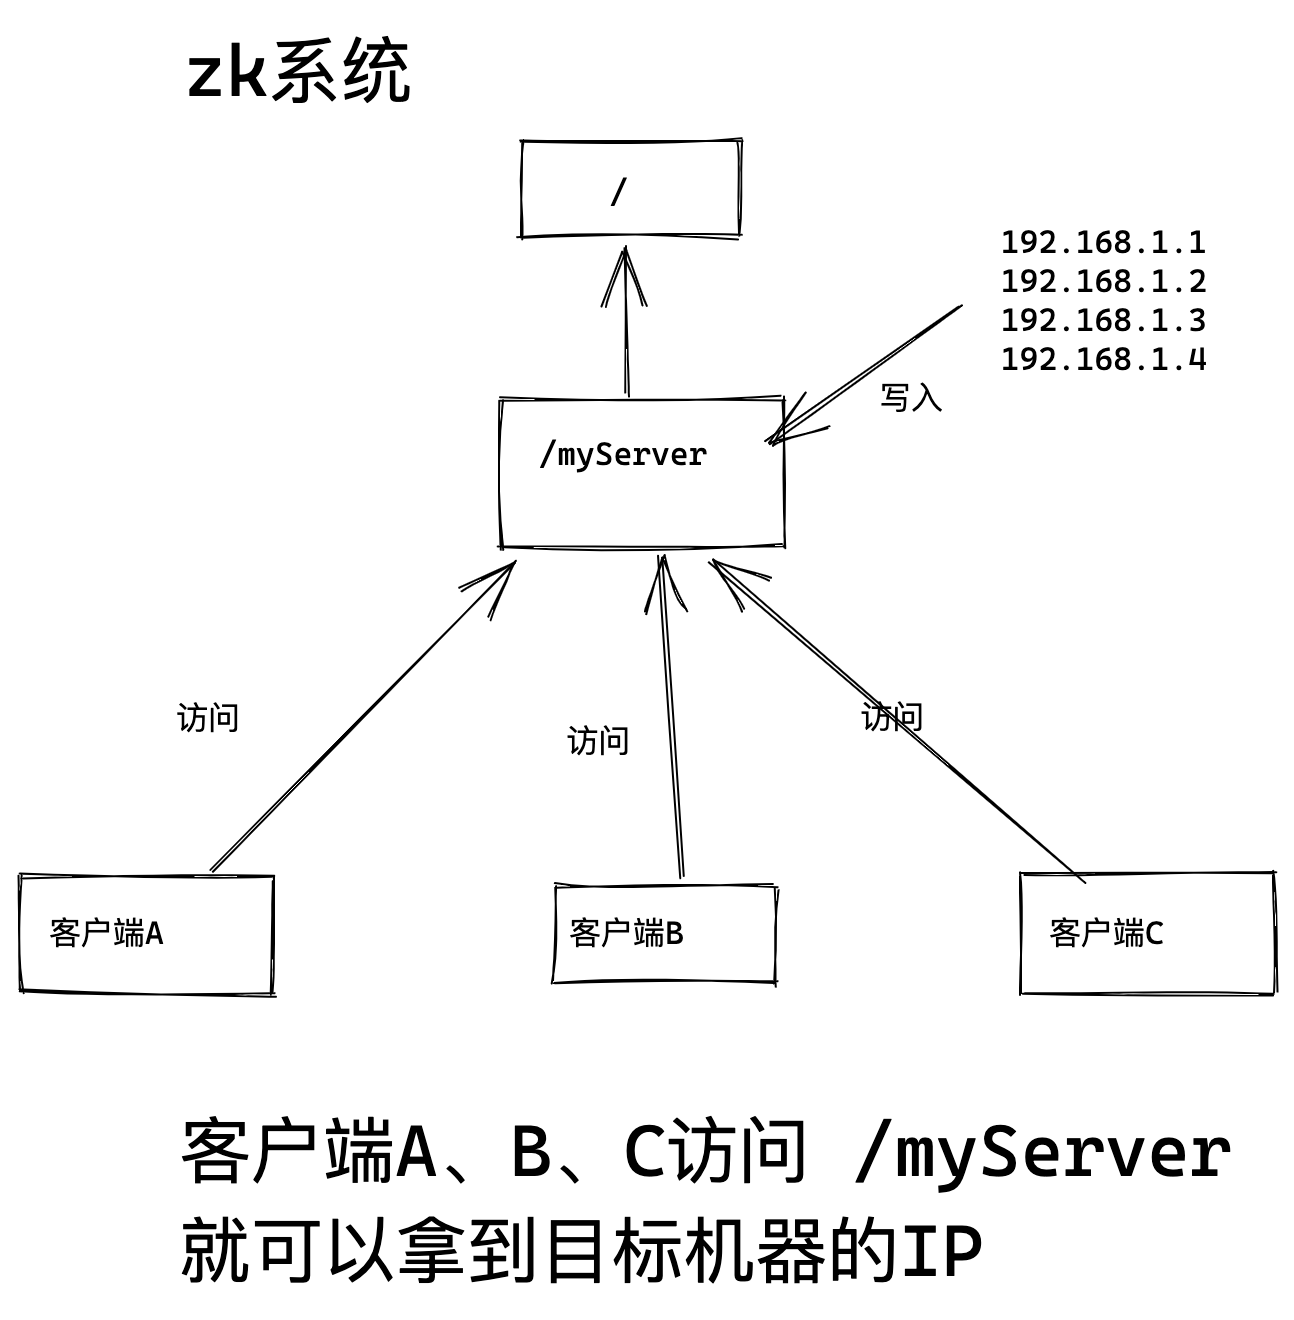 zk系统
/
192.168.1.1
192.168.1.2
192.168.1.3
192.168.1.4
写入
/myServer
访问
访问
访问
客户端A
客户端B
客户端C
客户端A、B、C访问 /myServer
就可以拿到目标机器的IP